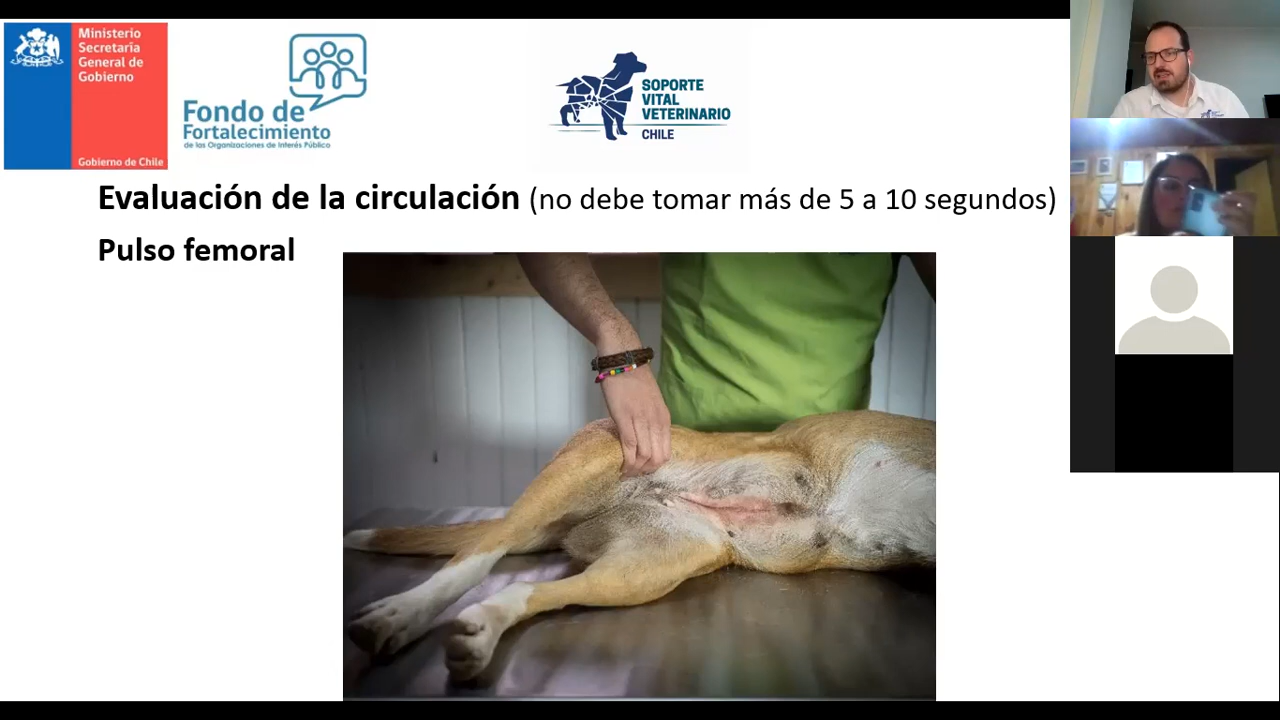 Ministerio
Secretaría
General de
Gobierno
Gobierno de Chile
Fondo de
Fortalecimiento
de las Organizaciones de Interés Público
SOPORTE
VITAL
VETERINARIO
CHILE
Evaluación de la circulación (no debe tomar más de 5 a 10 segundos)
Pulso femoral